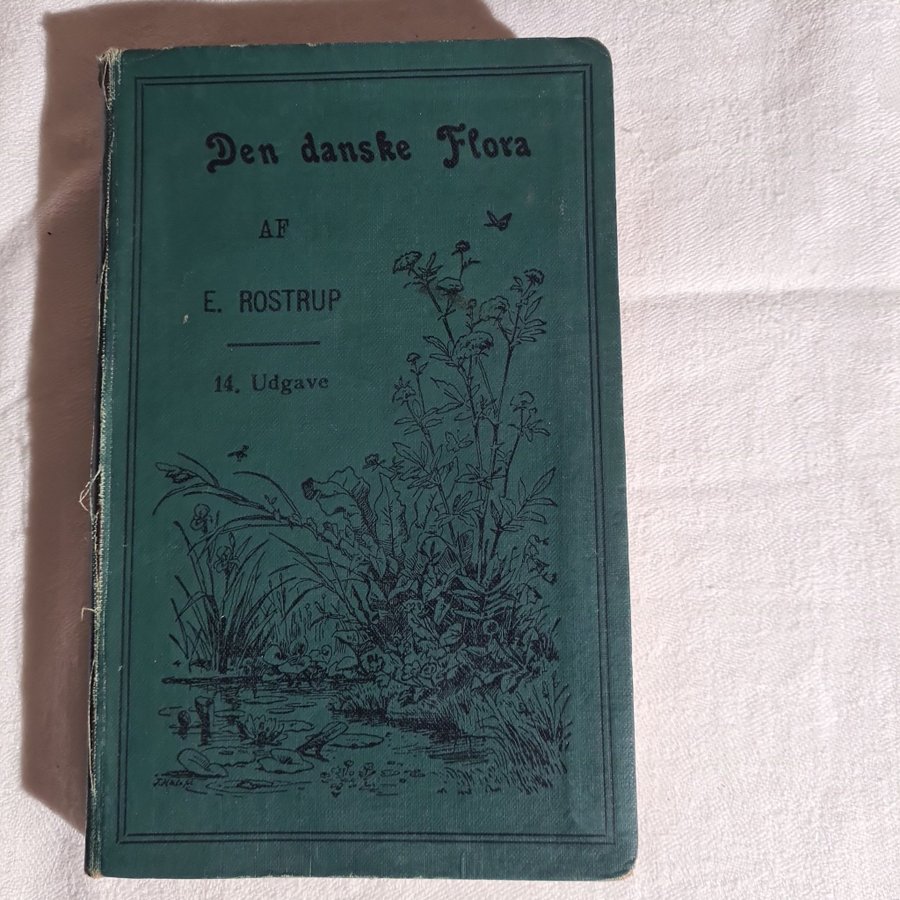 Den danske Flora
AF
E. ROSTRUP
14. Udgave